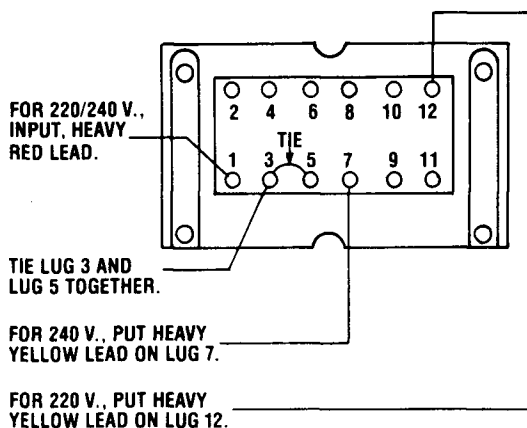 2 4 6 8 10 12
FOR 220/240 V.,
INPUT, HEAVY
RED LEAD.
TIE
1 3 5 7 9 11
TIE LUG 3 AND
LUG 5 TOGETHER.
FOR 240 V., PUT HEAVY
YELLOW LEAD ON LUG 7.
FOR 220 V., PUT HEAVY
YELLOW LEAD ON LUG 12.